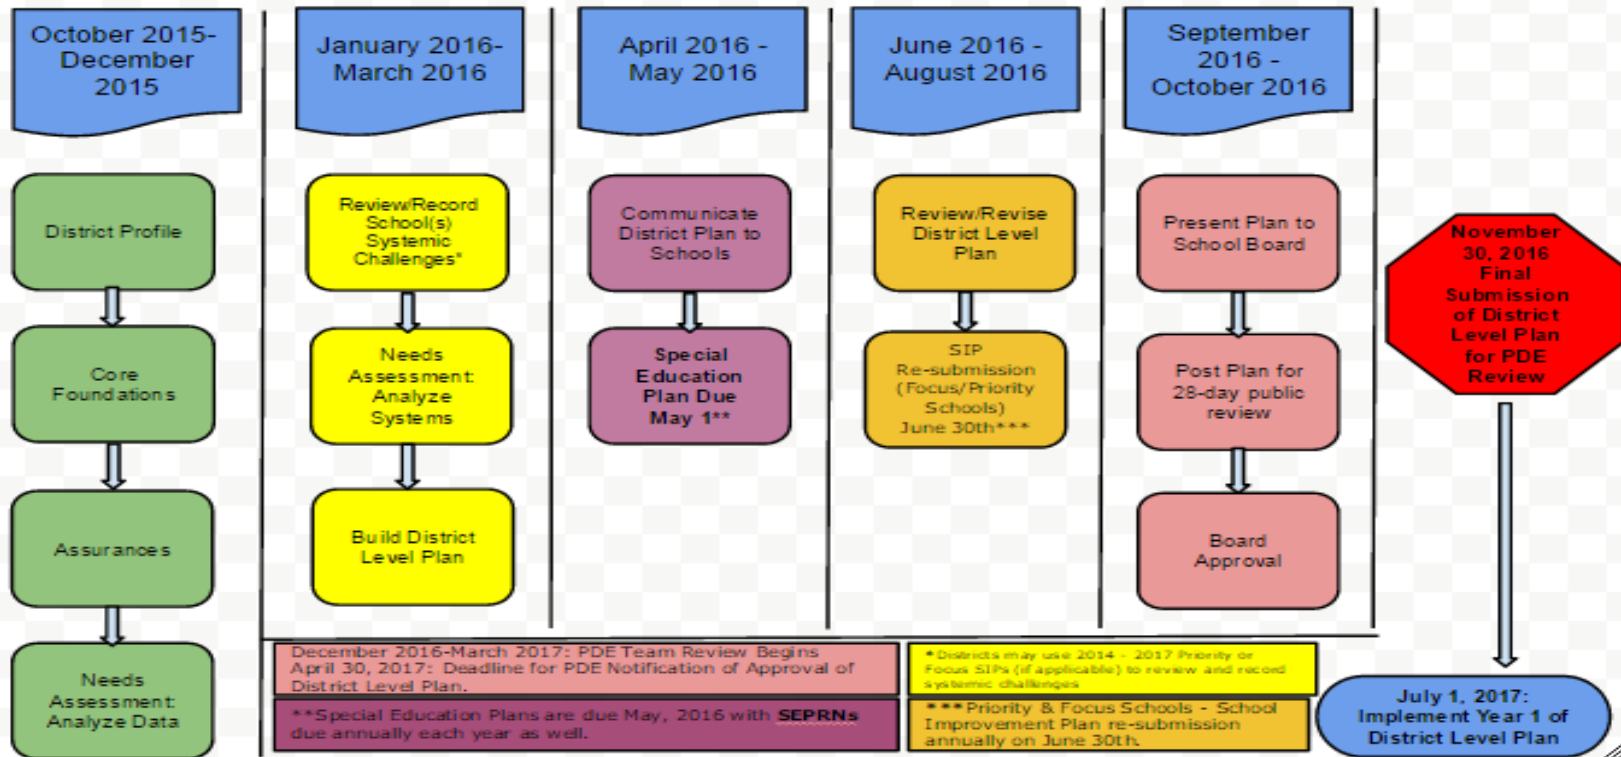 October 2015-
December
2015
January 2016-
March 2016
April 2016 -
May 2016
June 2016 -
August 2016
September
2016 -
October 2016
District Profile
Core
Foundations
Assurances
Needs
Assessment:
Analyze Data
Review/Record
School(s)
Systemic
Challenges*
Needs
Assessment:
Analyze
Systems
Build District
Level Plan
Communicate
District Plan to
Schools
Special
Education
Plan Due
May 1**
Review/Revise
District Level
Plan
SIP
Re-submission
(Focus/Priority
Schools)
June 30th***
Present Plan to
School Board
Post Plan for
28-day public
review
Board
Approval
November
30, 2016
Final
Submission
of District
Level Plan
for PDE
Review
December 2016-March 2017: PDE Team Review Begins
April 30, 2017: Deadline for PDE Notification of Approval of
District Level Plan.
**Special Education Plans are due May, 2016 with SEPRNs
due annually each year as well.
*Districts may use 2014 - 2017 Priority or
Focus SIPs (if applicable) to review and record
systemic challenges
***Priority & Focus Schools - School
Improvement Plan re-submission
annually on June 30th.
July 1, 2017:
Implement Year 1 of
District Level Plan